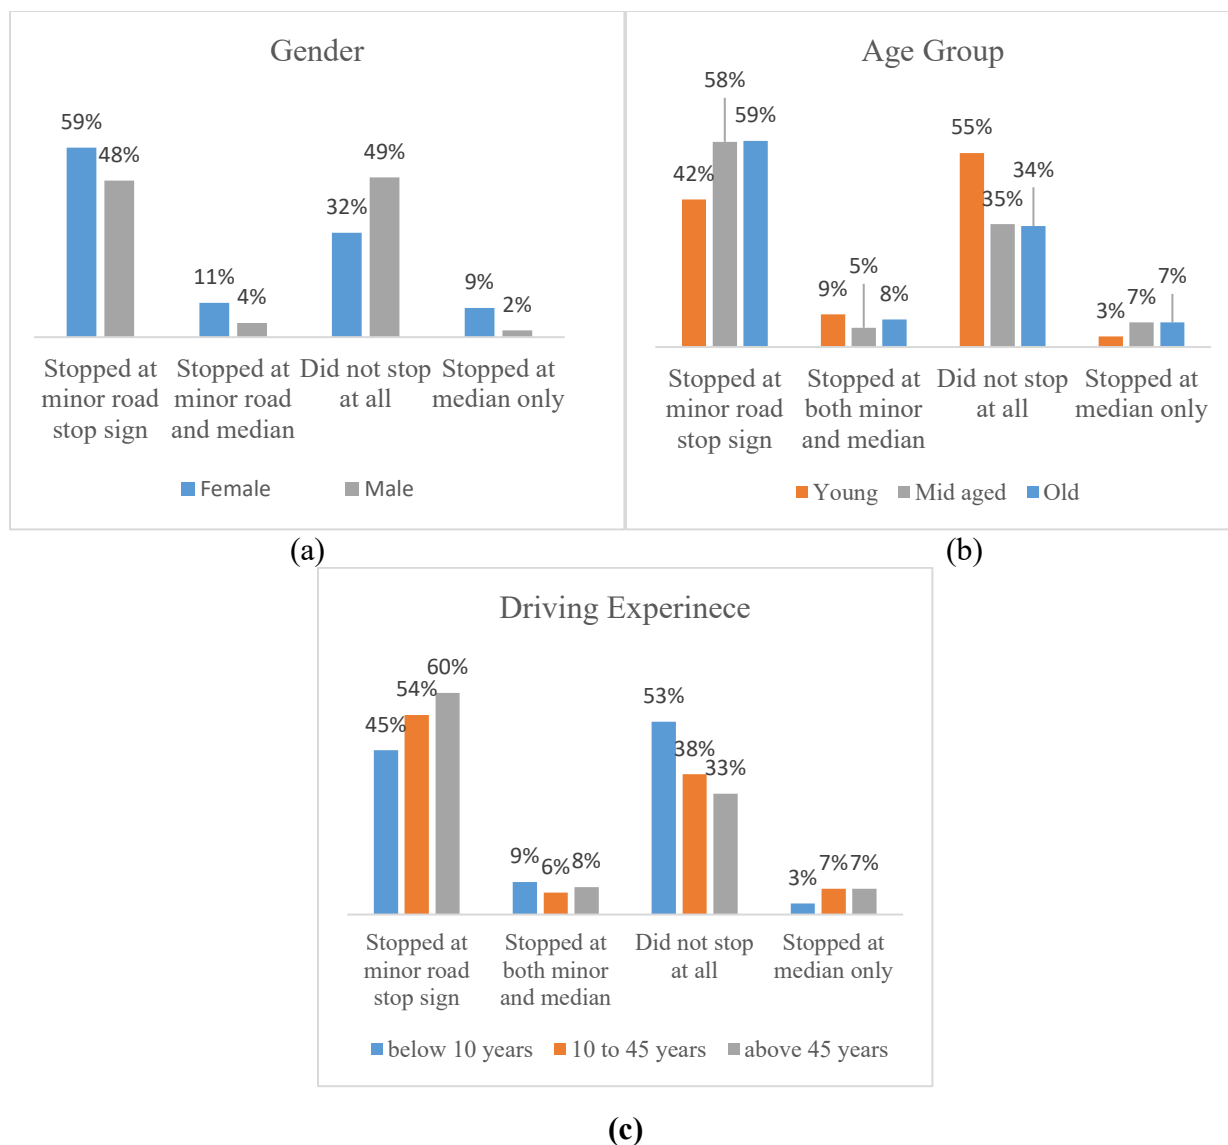 Gender
59%
48%
11%
4%
32%
49%
9%
2%
Stopped at
minor road
stop sign
Stopped at
minor road
and median
Did not stop
at all
Stopped at
median only
Female
Male
(a)
Age Group
42%
58%
59%
9%
5%
8%
55%
35%
34%
3%
7%
7%
Stopped at
minor road
stop sign
Stopped at
both minor
and median
Did not stop
at all
Stopped at
median only
Young
Mid aged
Old
(b)
Driving Experinece
45%
54%
60%
9%
6%
8%
53%
38%
33%
3%
7%
7%
Stopped at
minor road
stop sign
Stopped at
both minor
and median
Did not stop
at all
Stopped at
median only
below 10 years
10 to 45 years
above 45 years
(c)